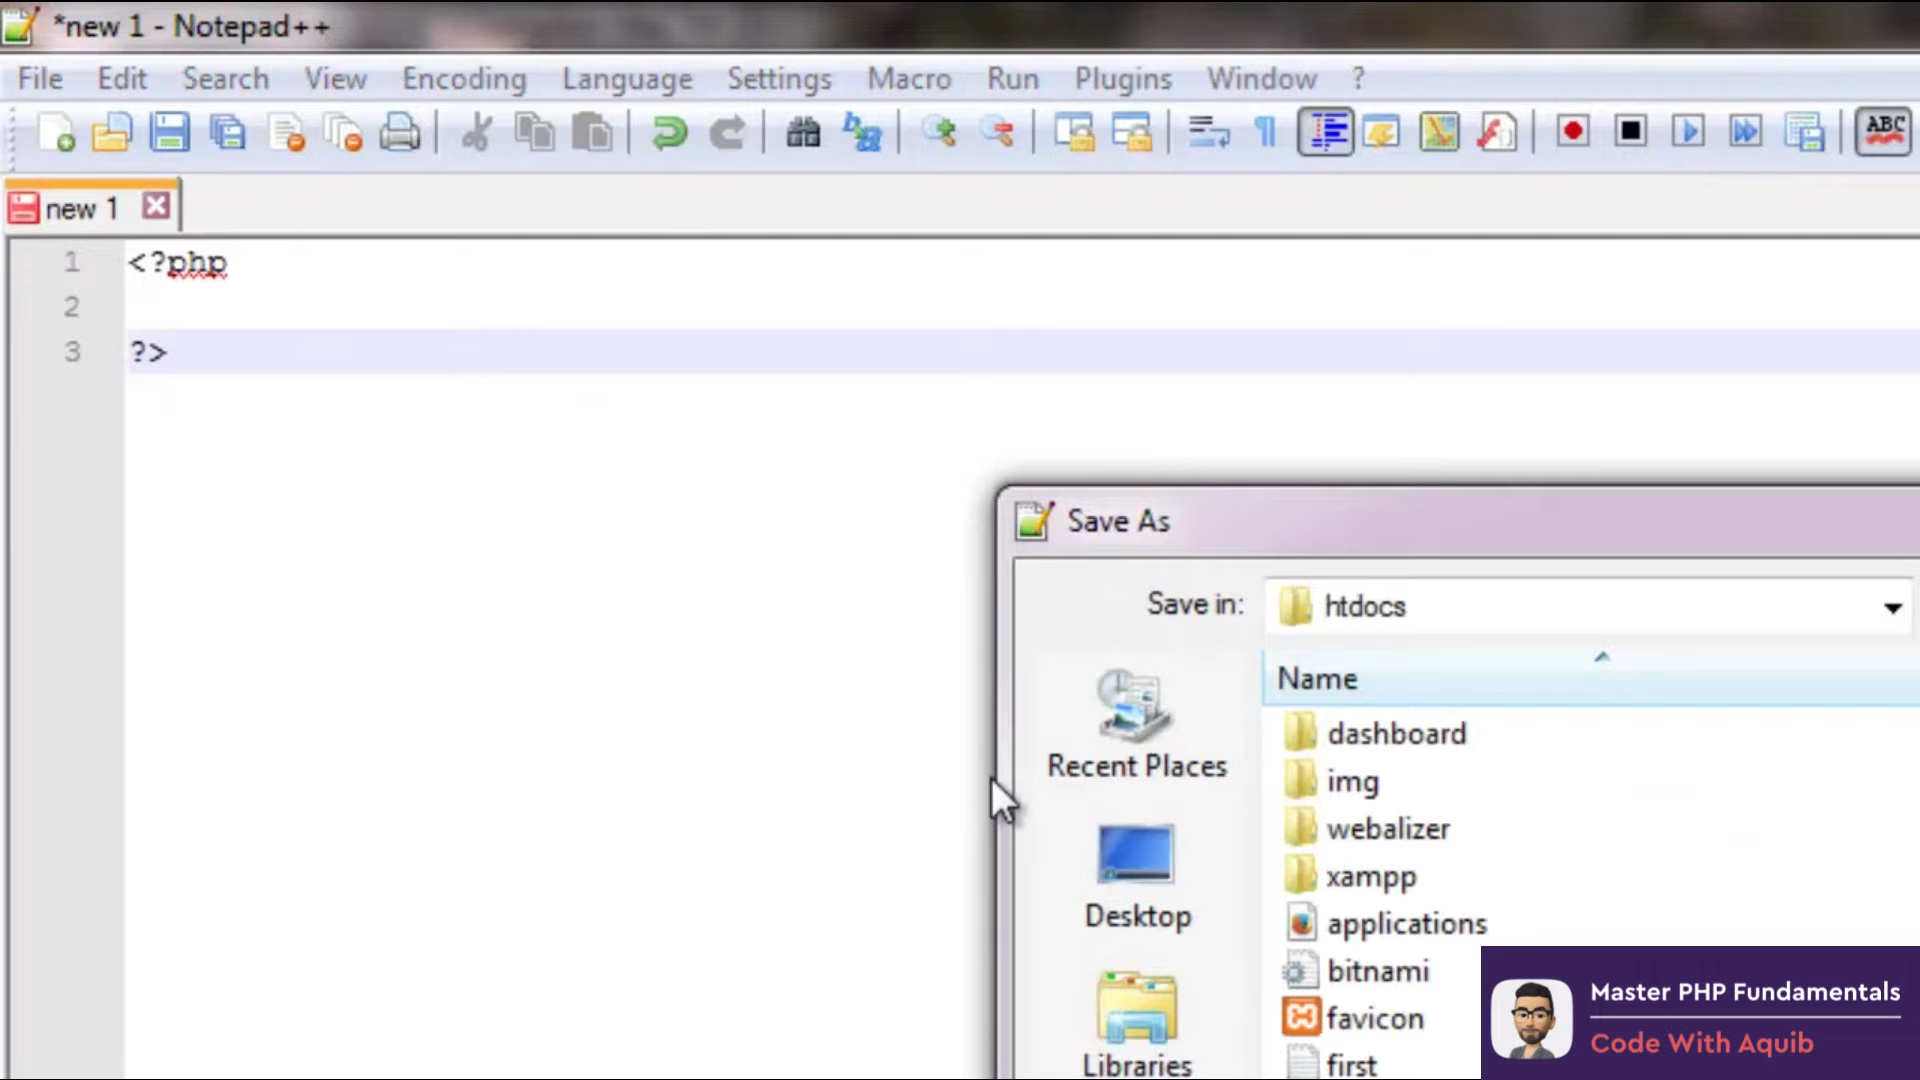 *new 1 - Notepad++
File Edit Search View Encoding Language Settings Macro Run Plugins Window ?
ABC
new 1
1 <?php
2
3 ?>
Save As
Save in: htdocs
Name
Recent Places
Desktop
Libraries
dashboard
img
webalizer
xampp
applications
bitnami
favicon
first
Master PHP Fundamentals
Code With Aquib